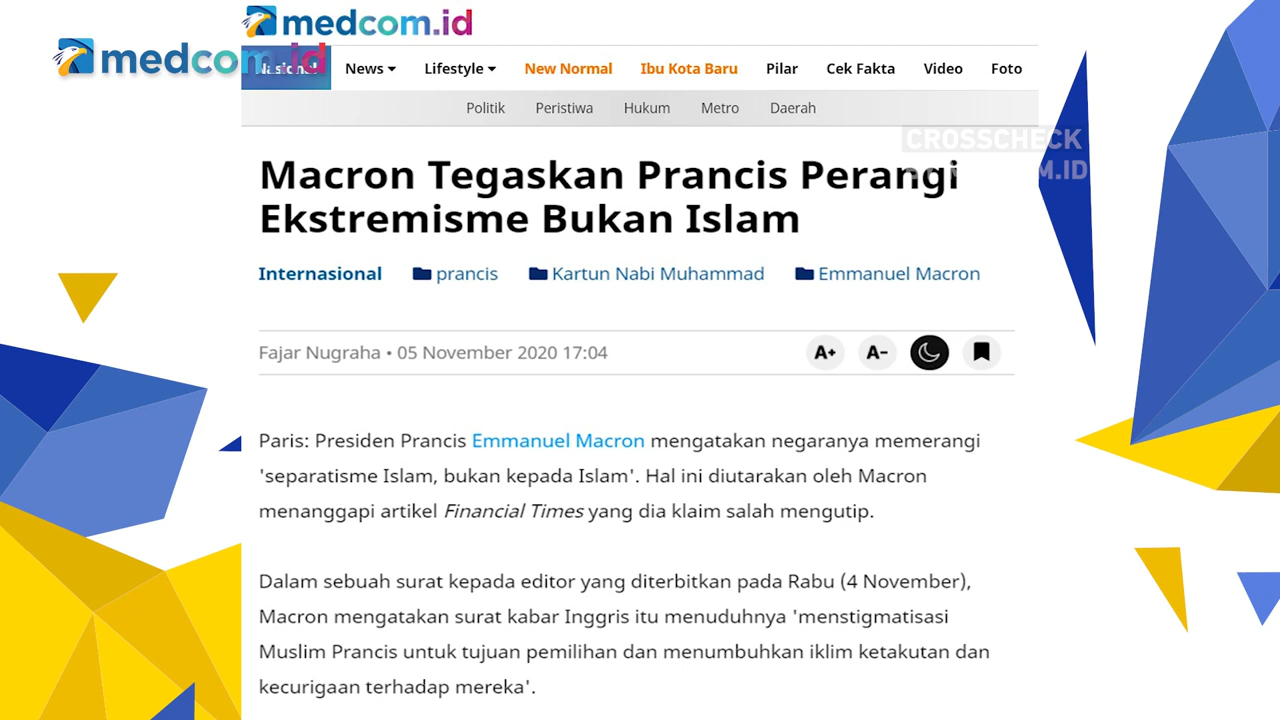 medcom.id
medcom.id
Nasional News Lifestyle New Normal Ibu Kota Baru Pilar Cek Fakta Video Foto
Politik Peristiwa Hukum Metro Daerah
CROSSCHECK
M.ID
Macron Tegaskan Prancis Perangi
Ekstremisme Bukan Islam
Internasional prancis Kartun Nabi Muhammad Emmanuel Macron
Fajar Nugraha • 05 November 2020 17:04 A+ A-
Paris: Presiden Prancis Emmanuel Macron mengatakan negaranya memerangi
'separatisme Islam, bukan kepada Islam'. Hal ini diutarakan oleh Macron
menanggapi artikel Financial Times yang dia klaim salah mengutip.
Dalam sebuah surat kepada editor yang diterbitkan pada Rabu (4 November),
Macron mengatakan surat kabar Inggris itu menuduhnya 'menstigmatisasi
Muslim Prancis untuk tujuan pemilihan dan menumbuhkan iklim ketakutan dan
kecurigaan terhadap mereka'.